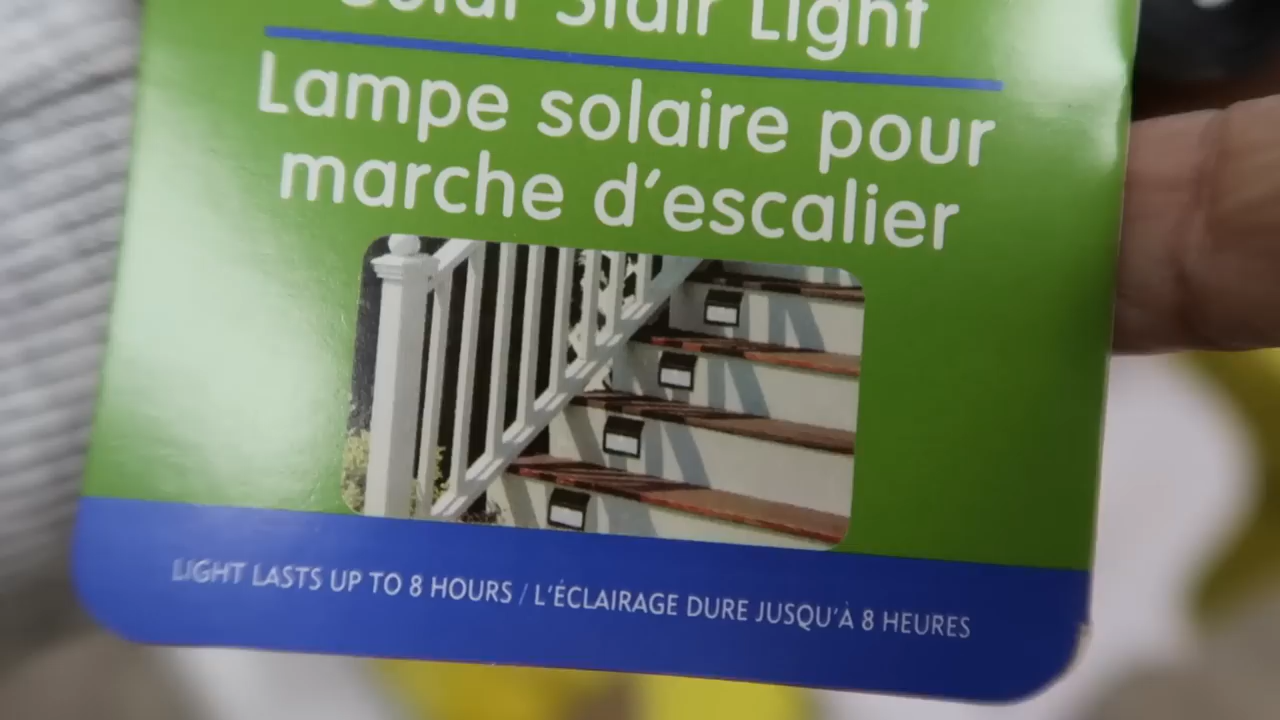 Solar Stair Light
Lampe solaire pour
marche d'escalier
LIGHT LASTS UP TO 8 HOURS / L'ÉCLAIRAGE DURE JUSQU'À 8 HEURES